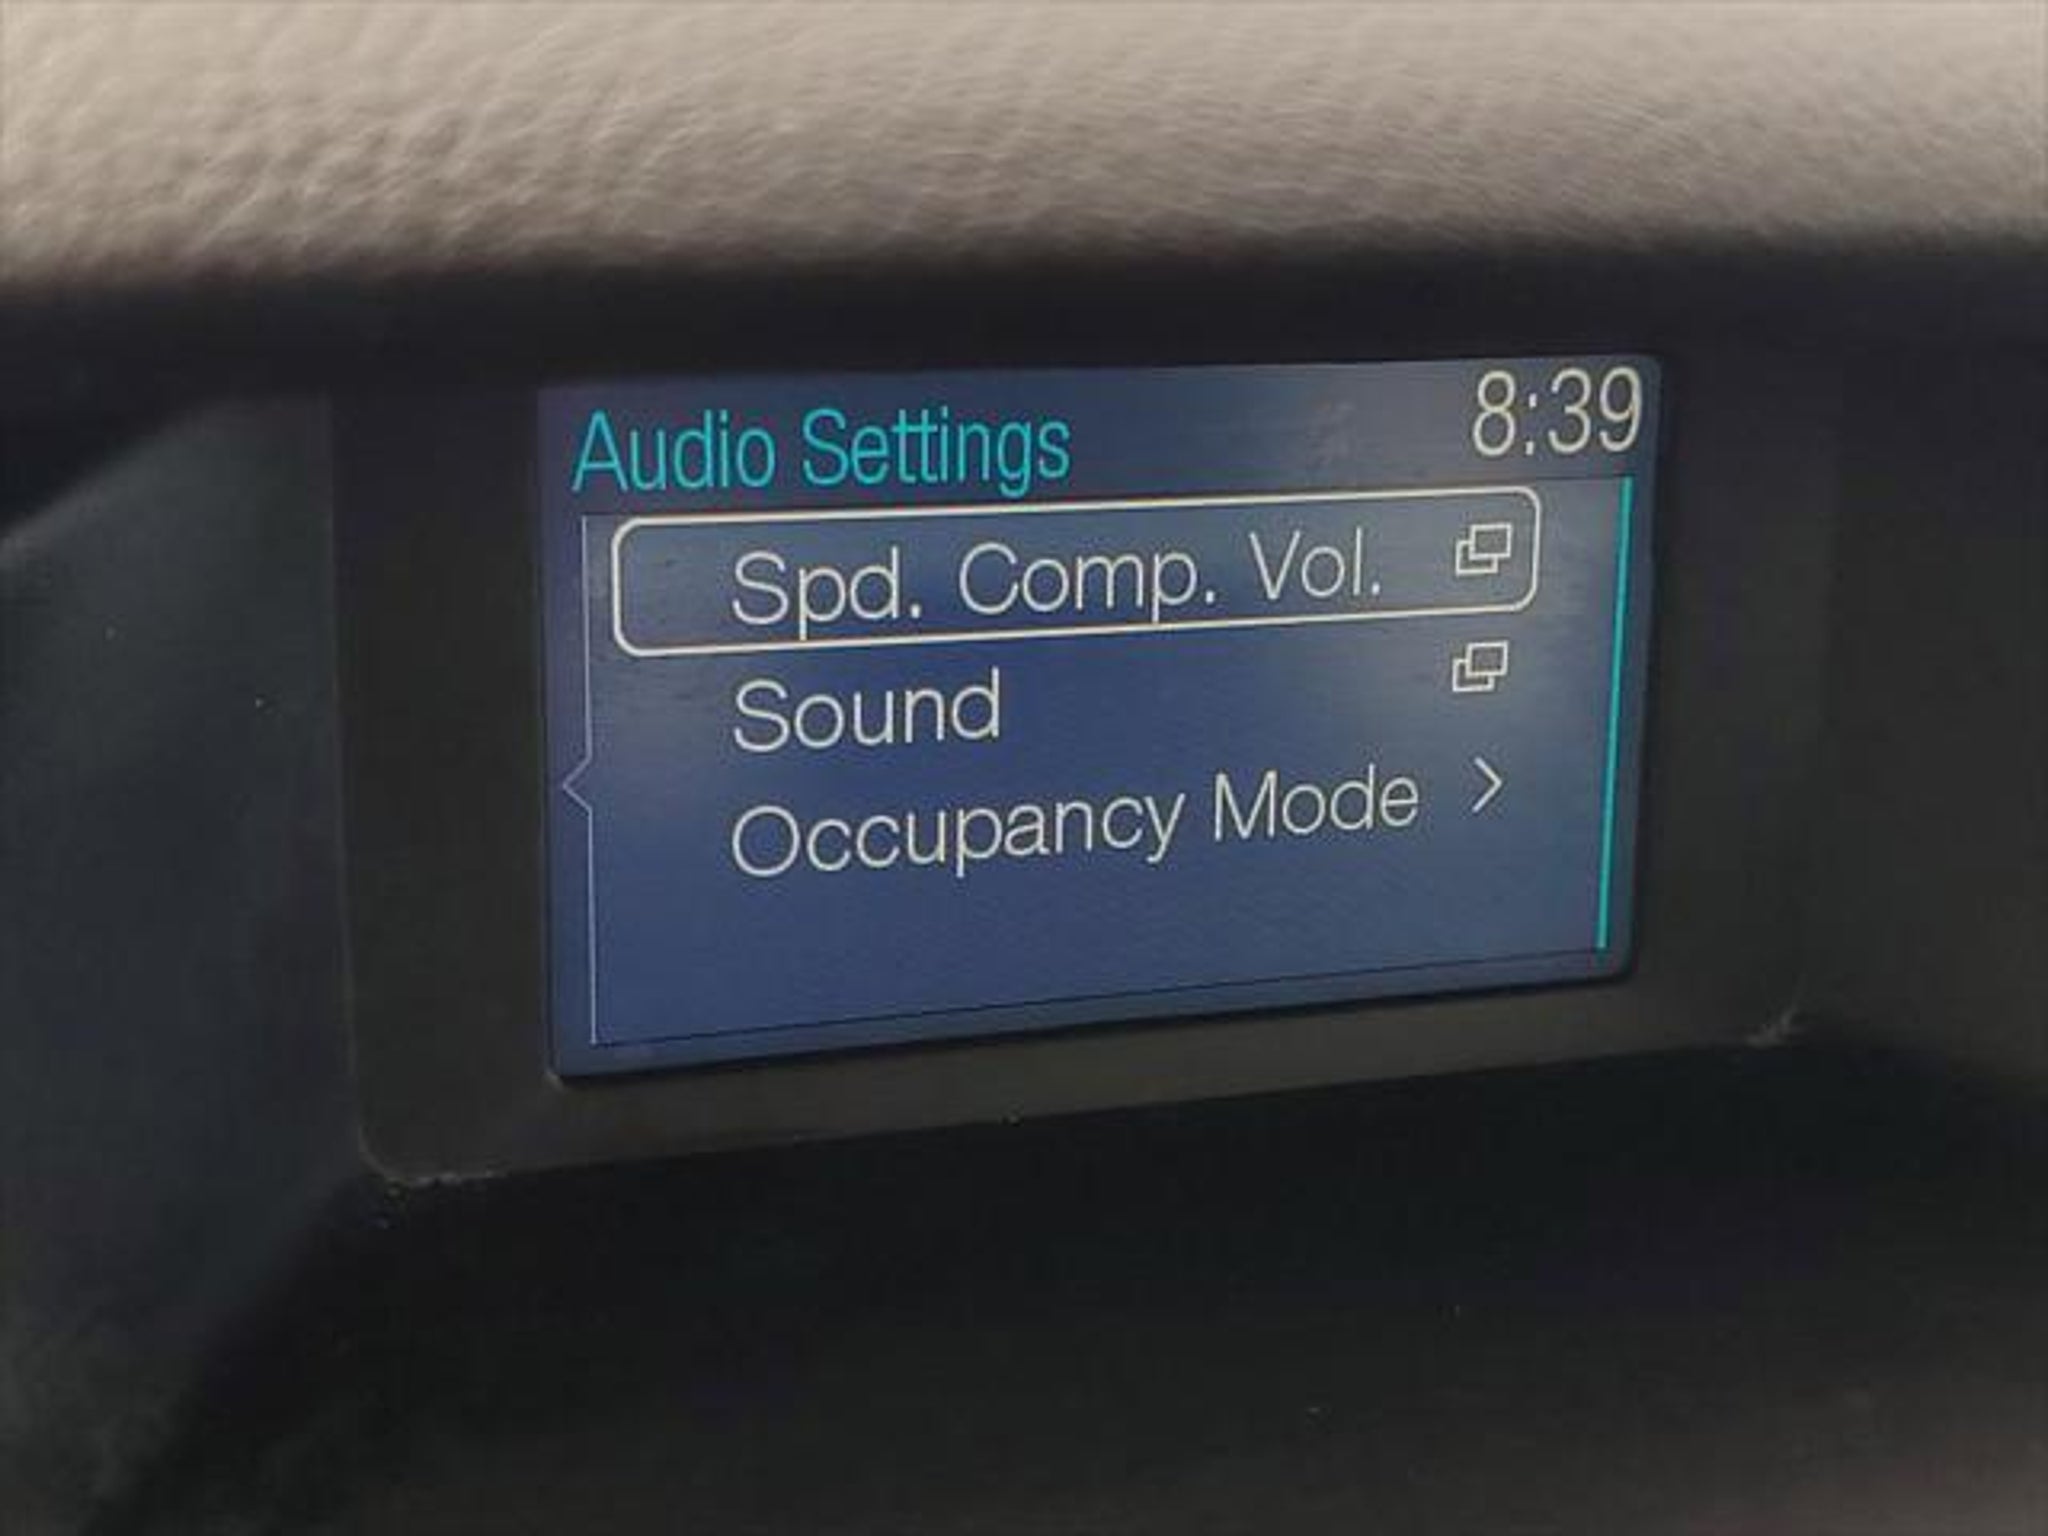 Audio Settings 8:39
Spd. Comp. Vol.
Sound
Occupancy Mode